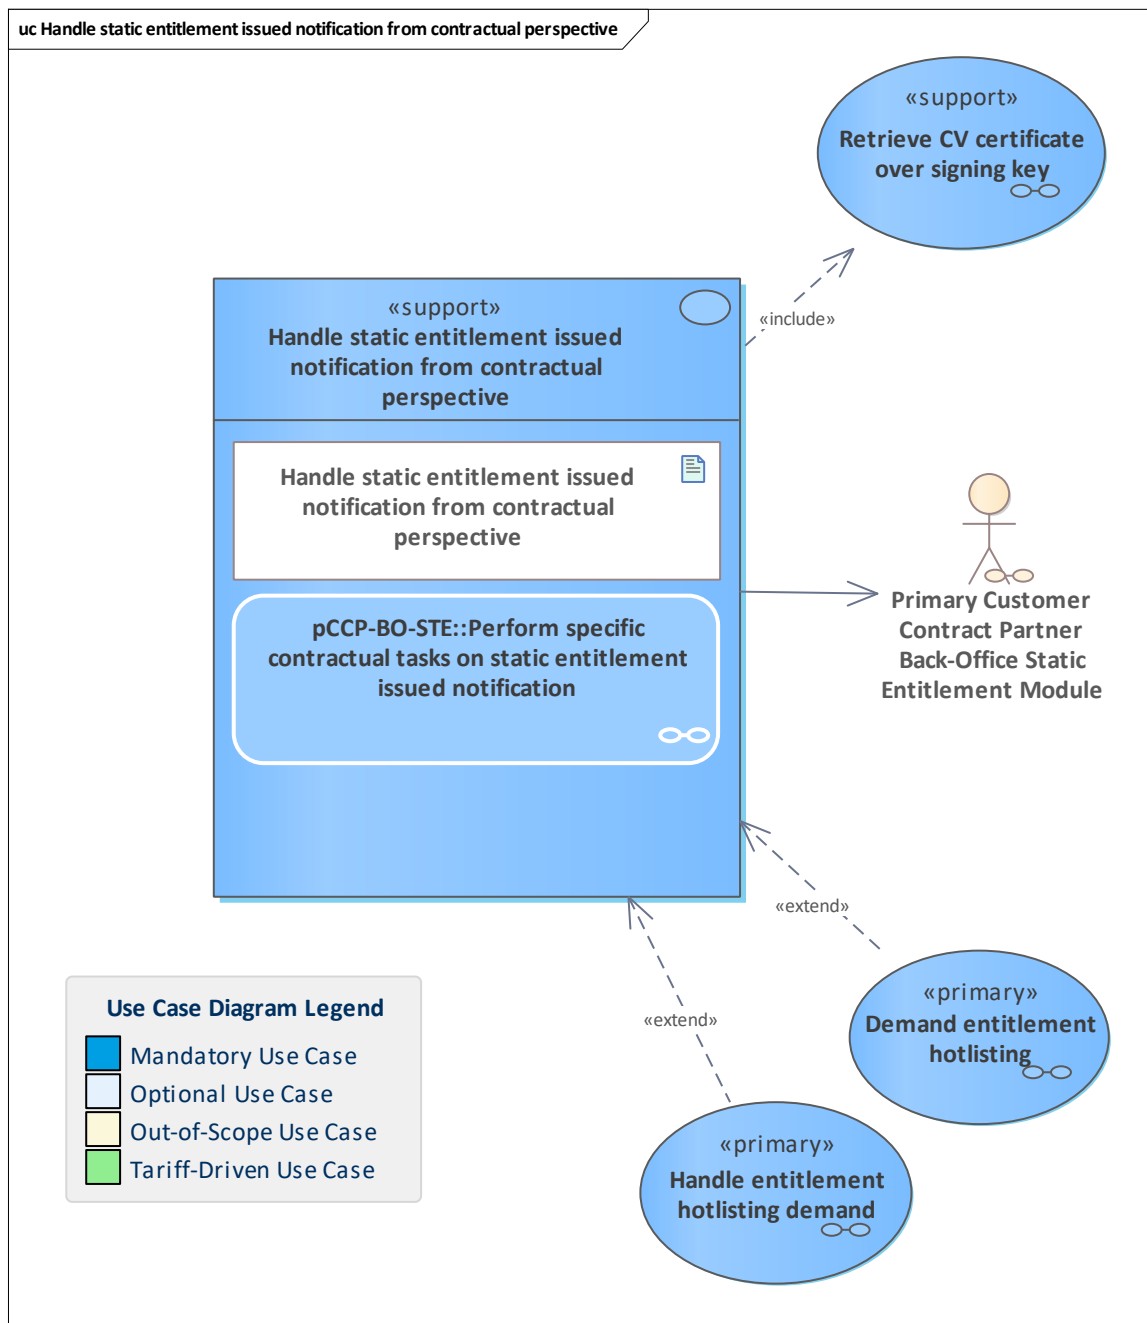 uc Handle static entitlement issued notification from contractual perspective
«support»
Retrieve CV certificate
over signing key
«include»
«support»
Handle static entitlement issued
notification from contractual
perspective
Handle static entitlement issued
notification from contractual
perspective
pCCP-BO-STE::Perform specific
contractual tasks on static entitlement
issued notification
Primary Customer
Contract Partner
Back-Office Static
Entitlement Module
«extend»
«extend»
«primary»
Demand entitlement
hotlisting
«primary»
Handle entitlement
hotlisting demand
Use Case Diagram Legend
Mandatory Use Case
Optional Use Case
Out-of-Scope Use Case
Tariff-Driven Use Case